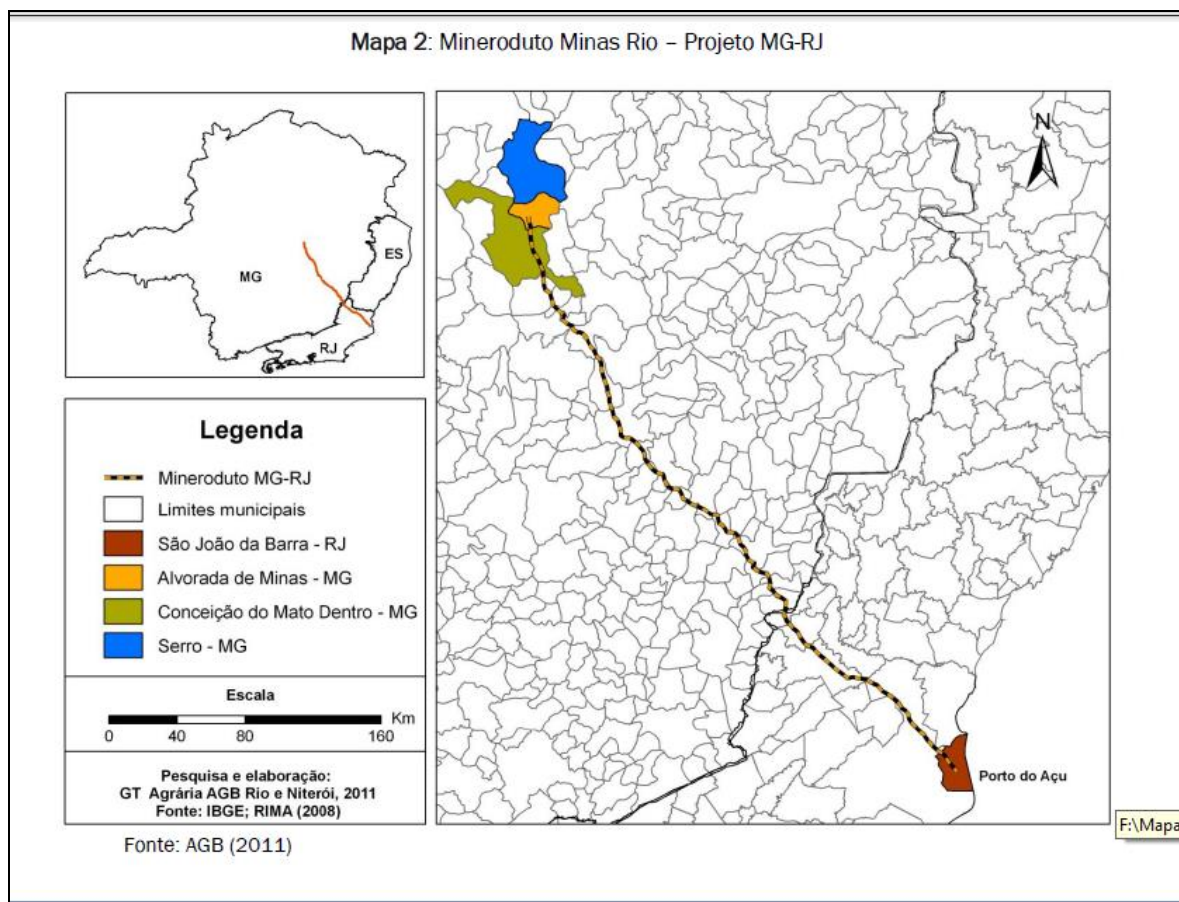 Mapa 2: Mineroduto Minas Rio – Projeto MG-RJ
MG
ES
RJ
N
Porto do Açu
Legenda
Mineroduto MG-RJ
Limites municipais
São João da Barra - RJ
Alvorada de Minas - MG
Conceição do Mato Dentro - MG
Serro - MG
Escala
Km
0 40 80 160
Pesquisa e elaboração:
GT Agrária AGB Rio e Niterói, 2011
Fonte: IBGE; RIMA (2008)
Fonte: AGB (2011)
F:\Mapa